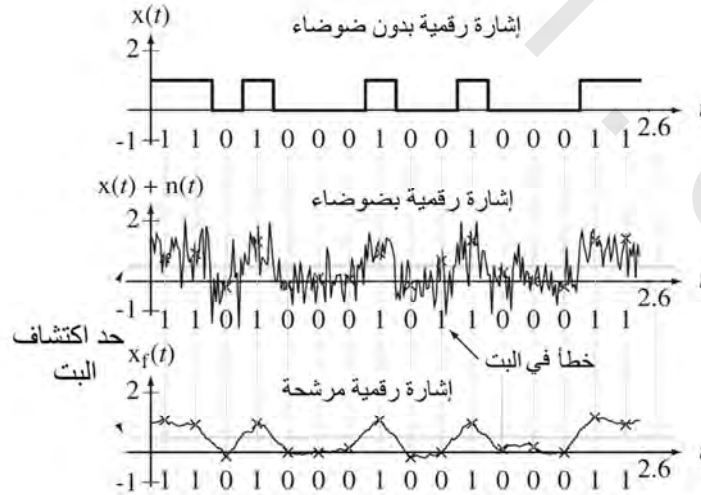 x(t)
إشارة رقمية بدون ضوضاء
2
-1
1 1 0 1 0 0 0 1 0 0 1 0 0 0 1 1
2.6
t
x(t) + n(t)
إشارة رقمية بضوضاء
2
-1
1 1 0 1 0 0 0 1 0 1 1 0 0 0 1 1
2.6
t
حد اكتشاف
البت
خطأ في البت
x_f(t)
إشارة رقمية مرشحة
2
-1
1 1 0 1 0 0 0 1 0 0 1 0 0 0 1 1
2.6
t